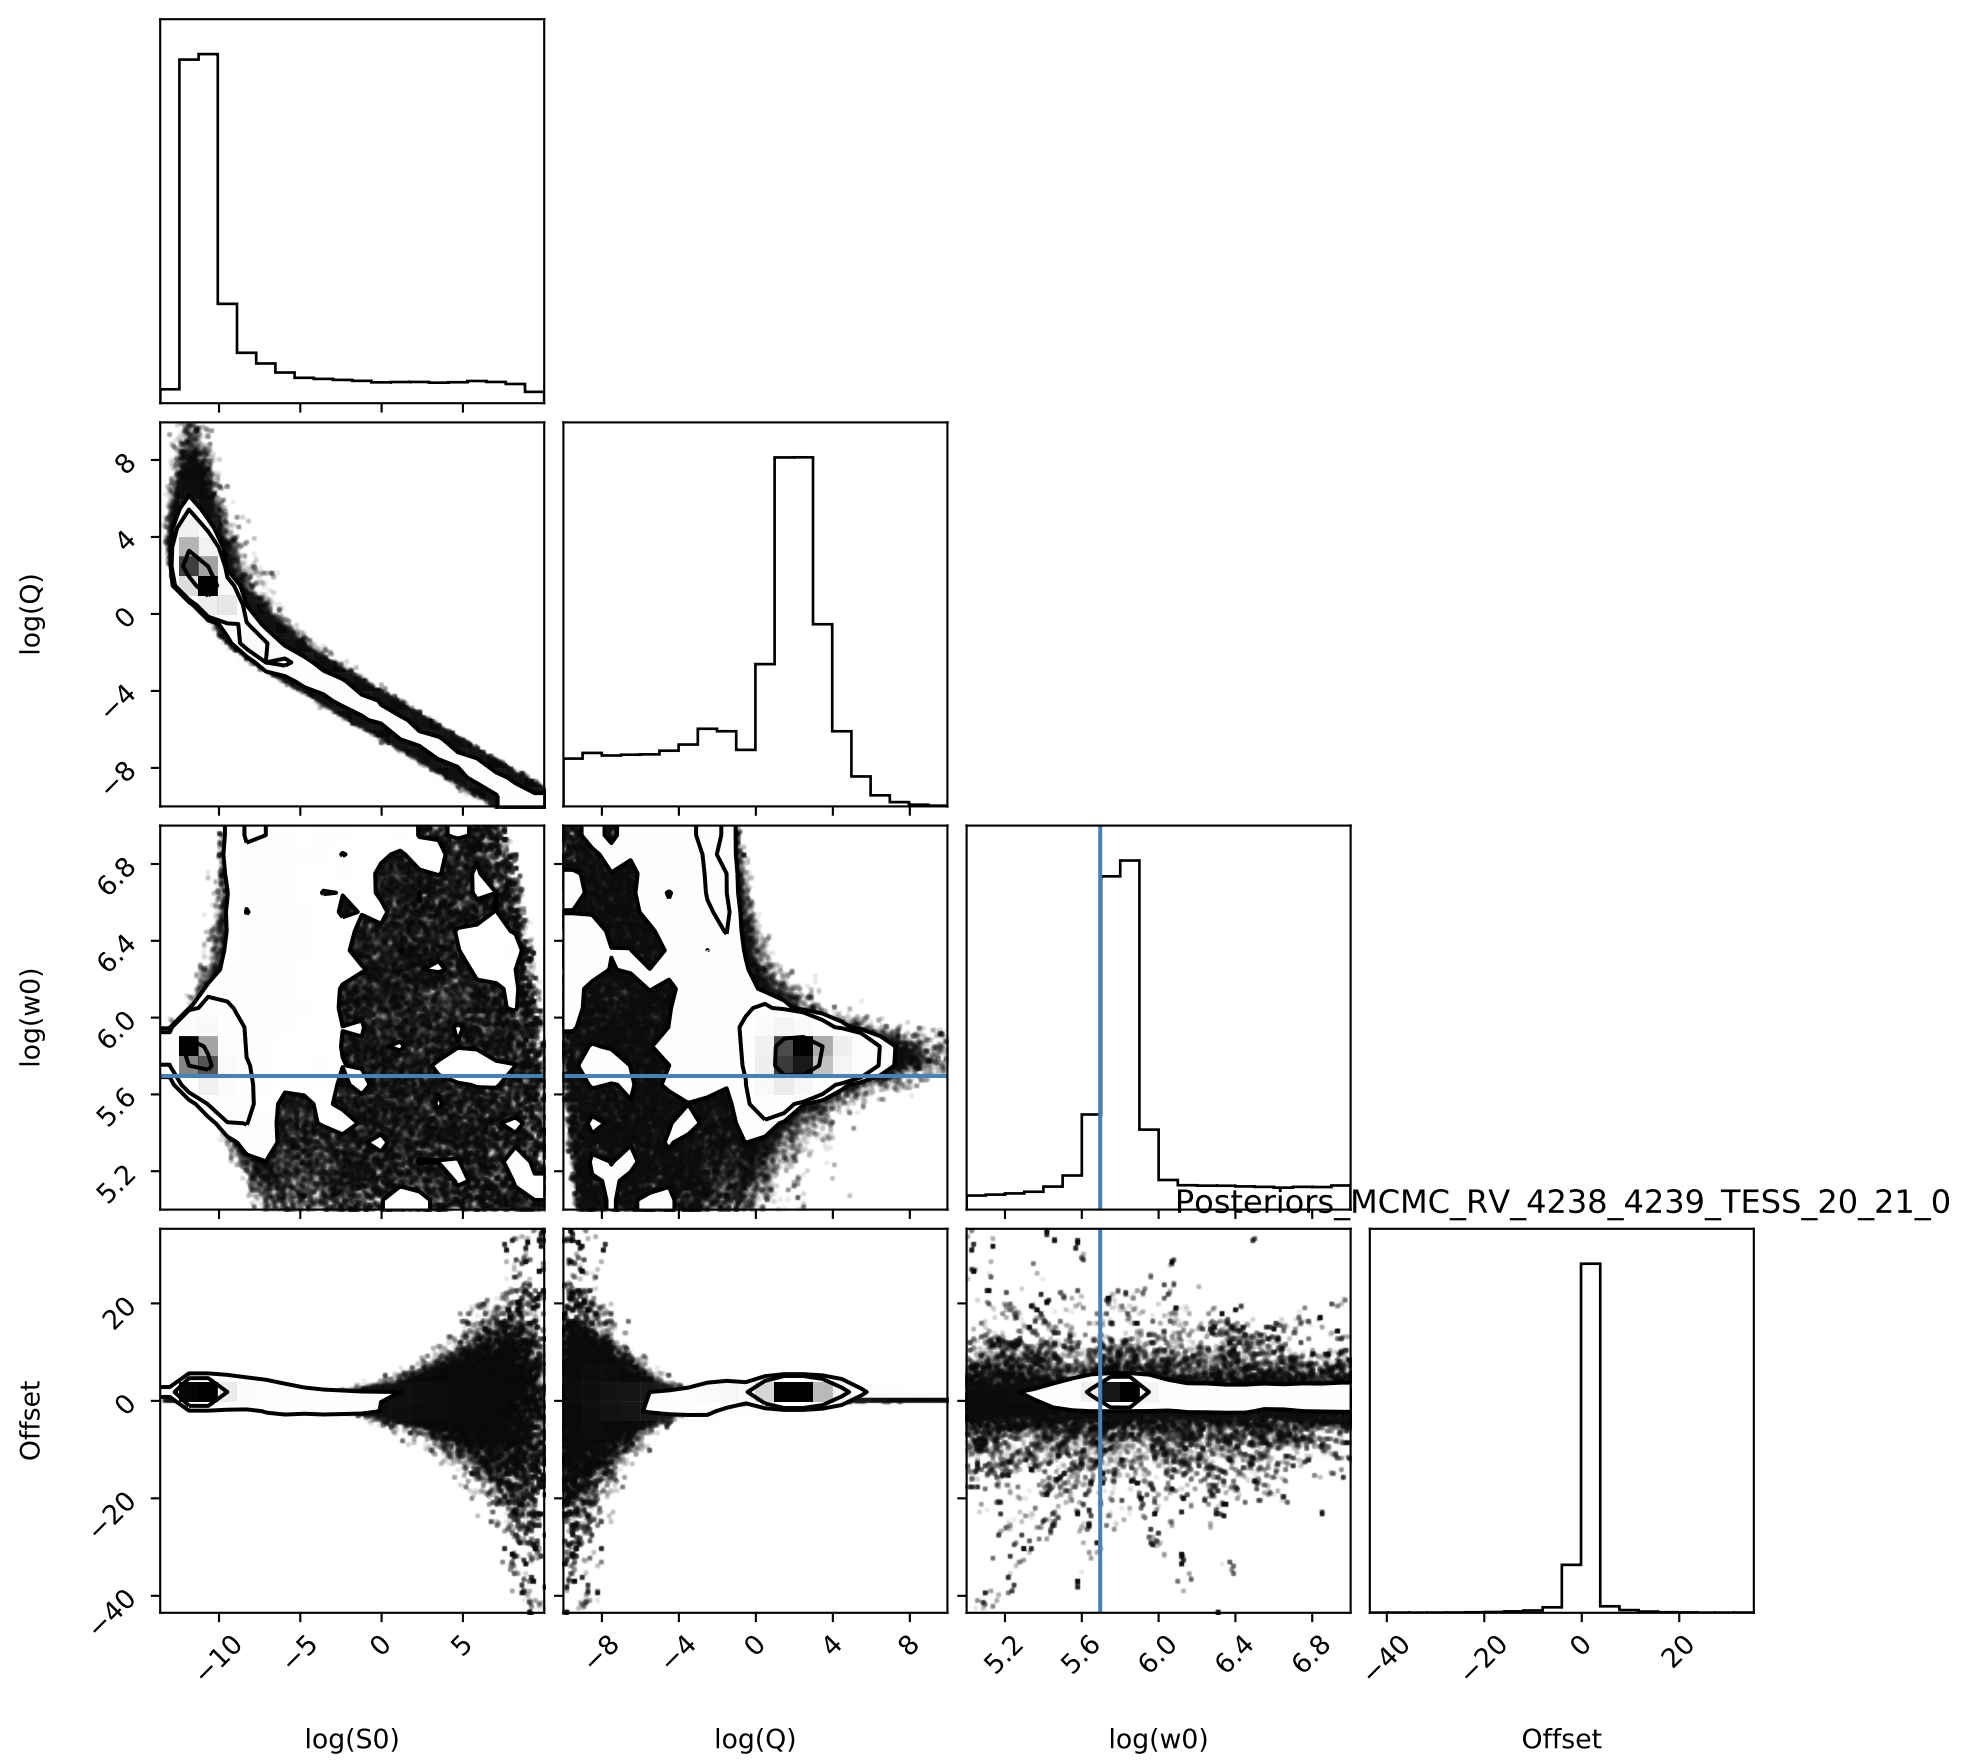 8
4
0
−4
−8
log(Q)
6.8
6.4
6.0
5.6
5.2
log(w0)
Posteriors_MCMC_RV_4238_4239_TESS_20_21_0
20
0
−20
−40
Offset
−10 −5 0 5
−8 −4 0 4 8
5.2 5.6 6.0 6.4 6.8
−40 −20 0 20
log(S0) log(Q) log(w0) Offset